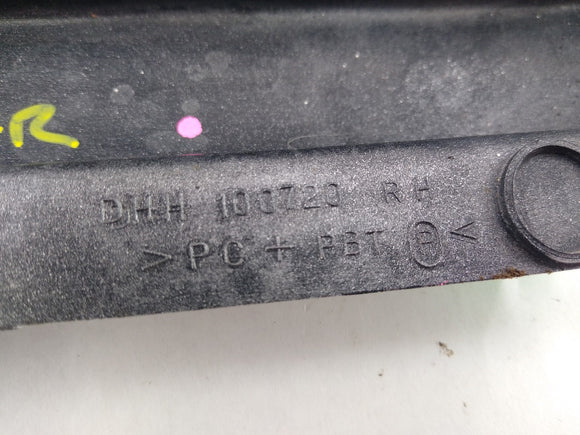 R
DHH 100720 RH
>PC + PBT (P)<